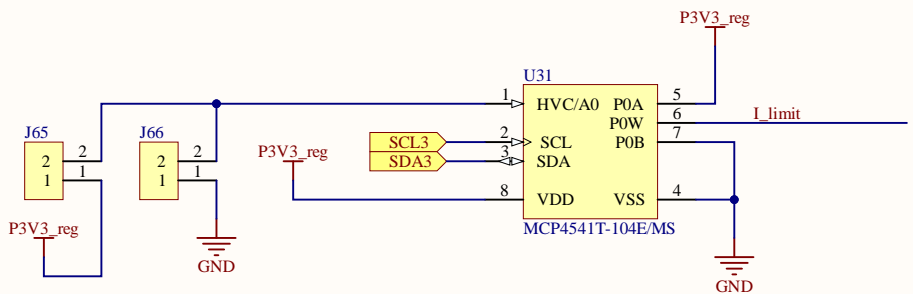 P3V3_reg
U31
1 HVC/A0 P0A 5
P0W 6 I_limit
P0B 7
2 SCL
3 SDA
8 VDD VSS 4
MCP4541T-104E/MS
SCL3
SDA3
P3V3_reg
J65
2 2
1 1
J66
2 2
1 1
P3V3_reg
GND
GND